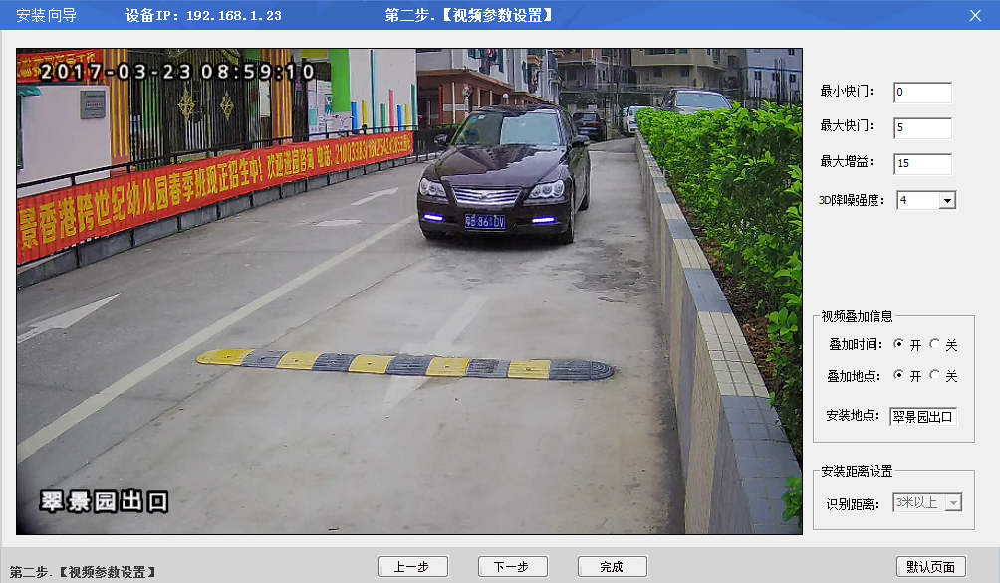 安装向导
设备IP: 192.168.1.23
第二步.【视频参数设置】
2017-03-23 08:59:10
景香港跨世纪幼儿园春季班现正招生中! 欢迎进园咨询 电话:
粤B·861DV
翠景园出口
最小快门: 0
最大快门: 5
最大增益: 15
3D降噪强度: 4
视频叠加信息
叠加时间: 开 关
叠加地点: 开 关
安装地点: 翠景园出口
安装距离设置
识别距离: 3米以上
第二步.【视频参数设置】
上一步
下一步
完成
默认页面